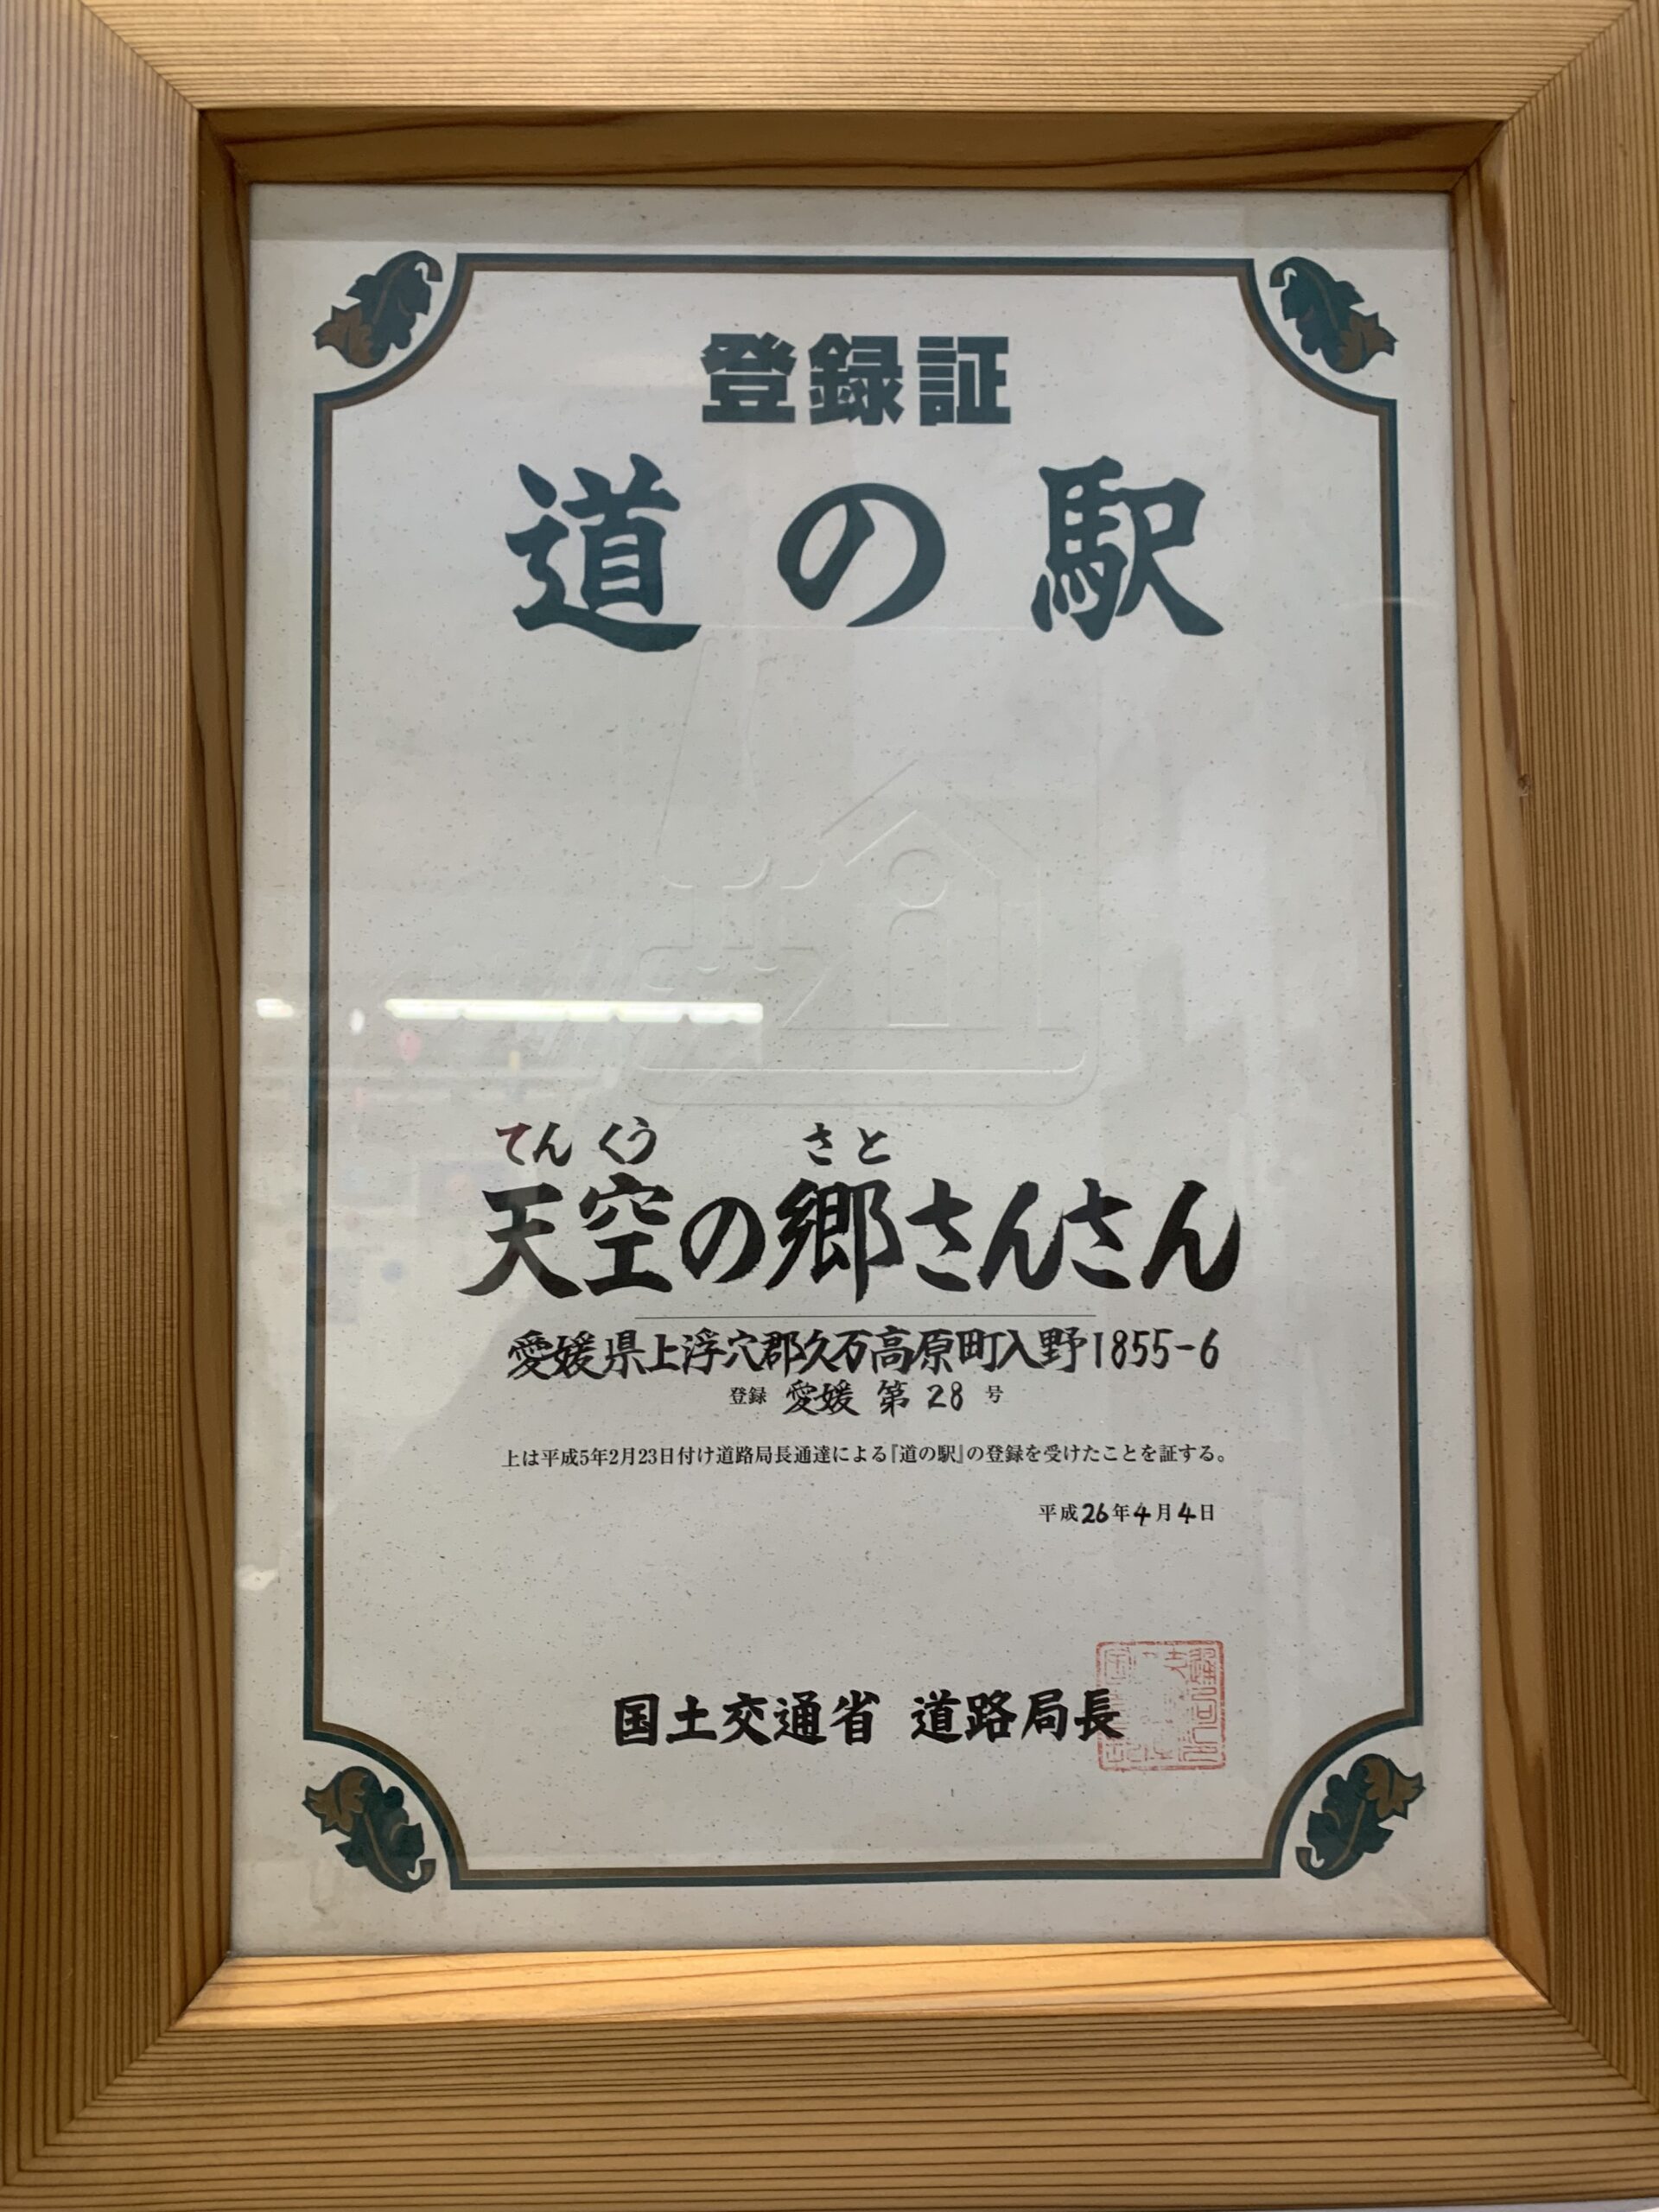 登録証
道の駅
てんくう さと
天空の郷さんさん
愛媛県上浮穴郡久万高原町入野1855-6
登録 愛媛 第 28 号
上は平成5年2月23日付け道路局長通達による『道の駅』の登録を受けたことを証する。
平成26年4月4日
国土交通省 道路局長